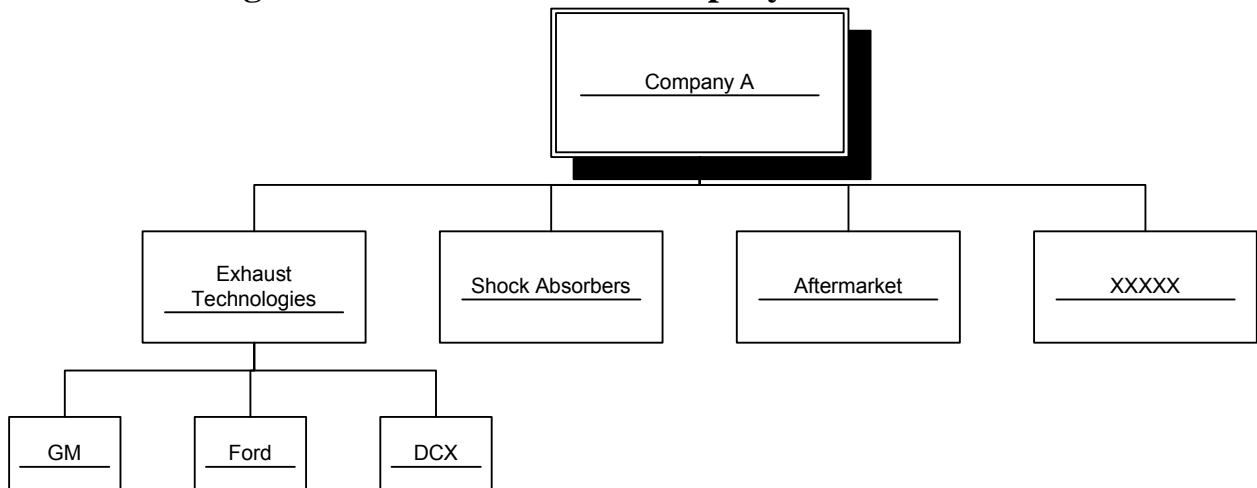 Company A
Exhaust
Technologies
Shock Absorbers
Aftermarket
XXXXX
GM
Ford
DCX